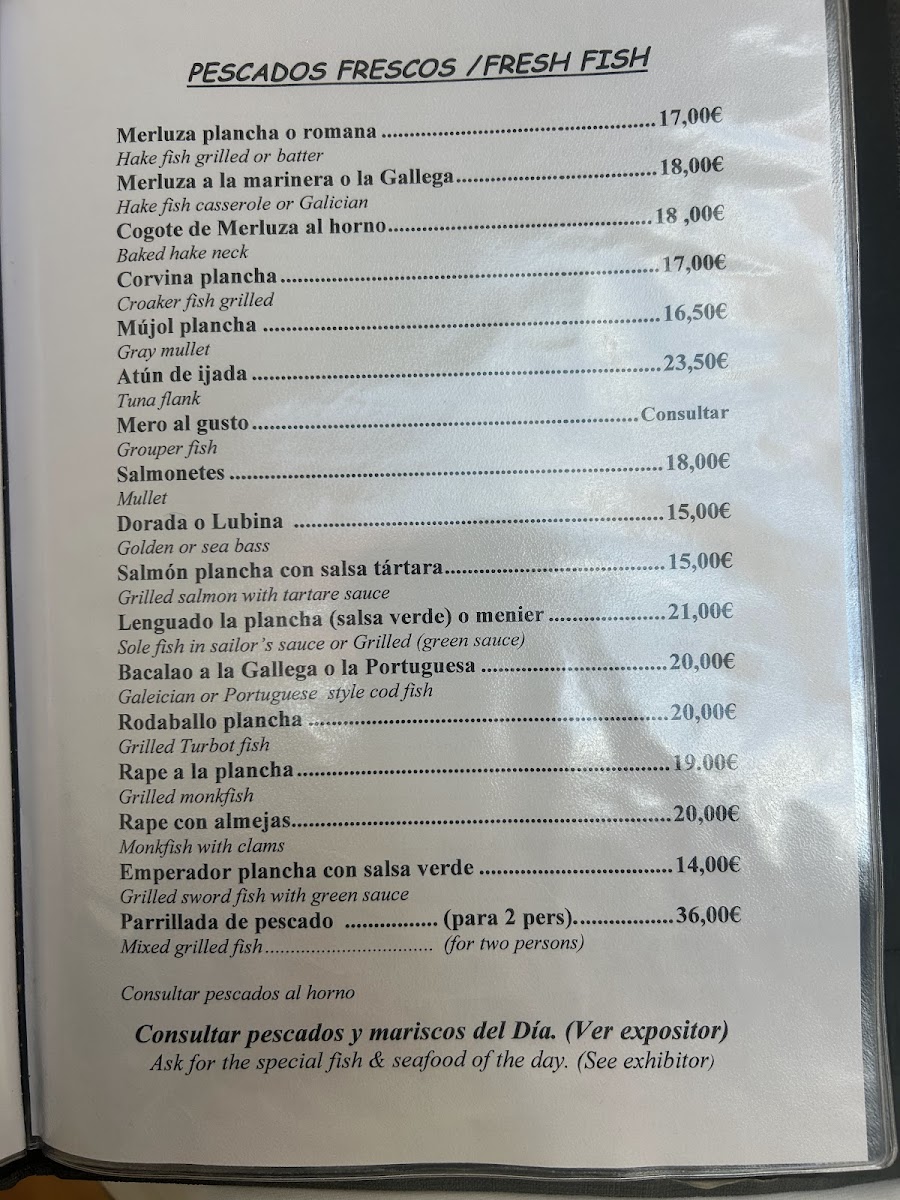 PESCADOS FRESCOS /FRESH FISH
Merluza plancha o romana ........................................17,00€
Hake fish grilled or batter
Merluza a la marinera o la Gallega..............................18,00€
Hake fish casserole or Galician
Cogote de Merluza al horno.......................................18 ,00€
Baked hake neck
Corvina plancha ........................................................17,00€
Croaker fish grilled
Mújol plancha ..........................................................16,50€
Gray mullet
Atún de ijada ............................................................23,50€
Tuna flank
Mero al gusto.........................................................Consultar
Grouper fish
Salmonetes ................................................................18,00€
Mullet
Dorada o Lubina ......................................................15,00€
Golden or sea bass
Salmón plancha con salsa tártara................................15,00€
Grilled salmon with tartare sauce
Lenguado la plancha (salsa verde) o menier .................21,00€
Sole fish in sailor's sauce or Grilled (green sauce)
Bacalao a la Gallega o la Portuguesa ...........................20,00€
Galeician or Portuguese style cod fish
Rodaballo plancha .....................................................20,00€
Grilled Turbot fish
Rape a la plancha.......................................................19.00€
Grilled monkfish
Rape con almejas........................................................20,00€
Monkfish with clams
Emperador plancha con salsa verde ............................14,00€
Grilled sword fish with green sauce
Parrillada de pescado .............. (para 2 pers)...............36,00€
Mixed grilled fish.................................. (for two persons)
Consultar pescados al horno
Consultar pescados y mariscos del Día. (Ver expositor)
Ask for the special fish & seafood of the day. (See exhibitor)